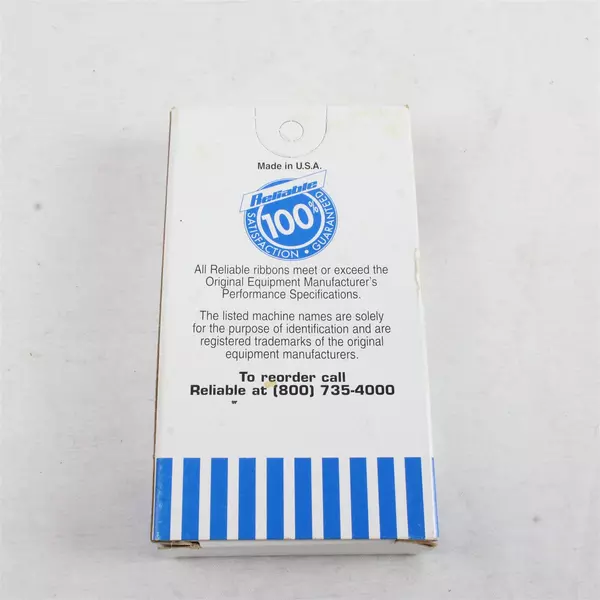 Made in U.S.A.
Reliable
100%
SATISFACTION • GUARANTEED
All Reliable ribbons meet or exceed the
Original Equipment Manufacturer's
Performance Specifications.
The listed machine names are solely
for the purpose of identification and are
registered trademarks of the original
equipment manufacturers.
To reorder call
Reliable at (800) 735-4000